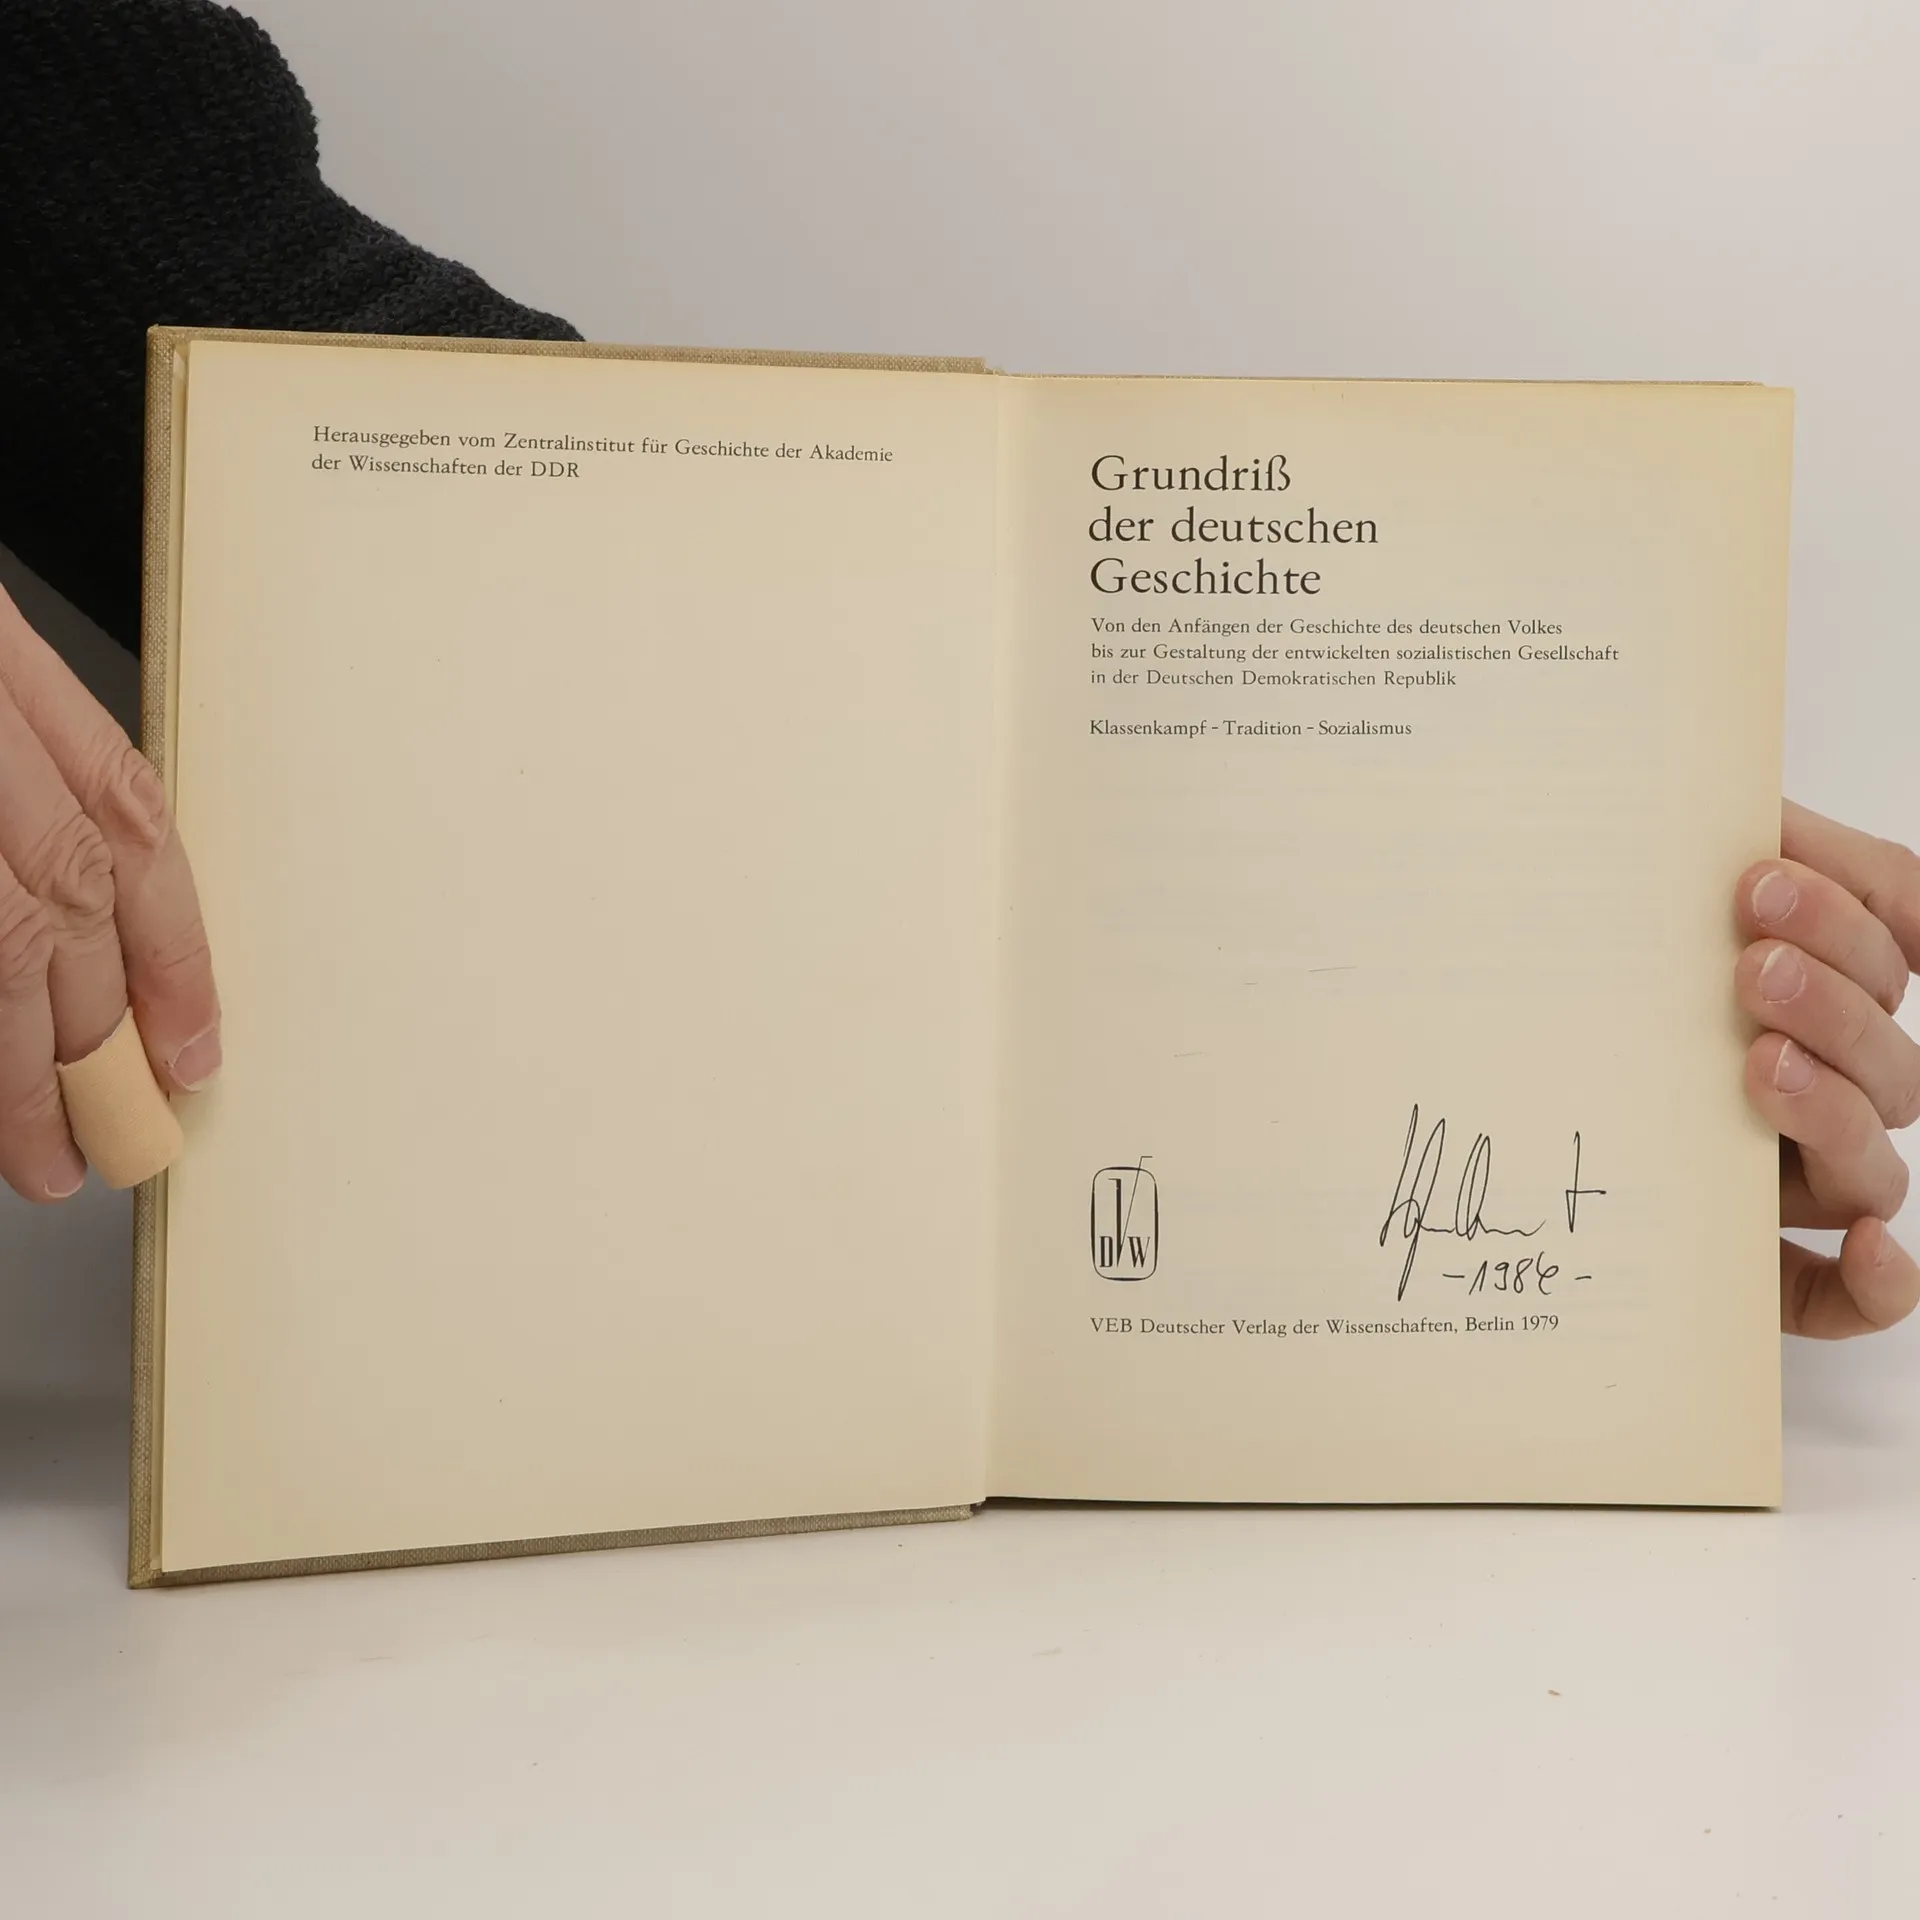 Herausgegeben vom Zentralinstitut für Geschichte der Akademie
der Wissenschaften der DDR
Grundriß
der deutschen
Geschichte
Von den Anfängen der Geschichte des deutschen Volkes
bis zur Gestaltung der entwickelten sozialistischen Gesellschaft
in der Deutschen Demokratischen Republik
Klassenkampf – Tradition – Sozialismus
DVW
VEB Deutscher Verlag der Wissenschaften, Berlin 1979